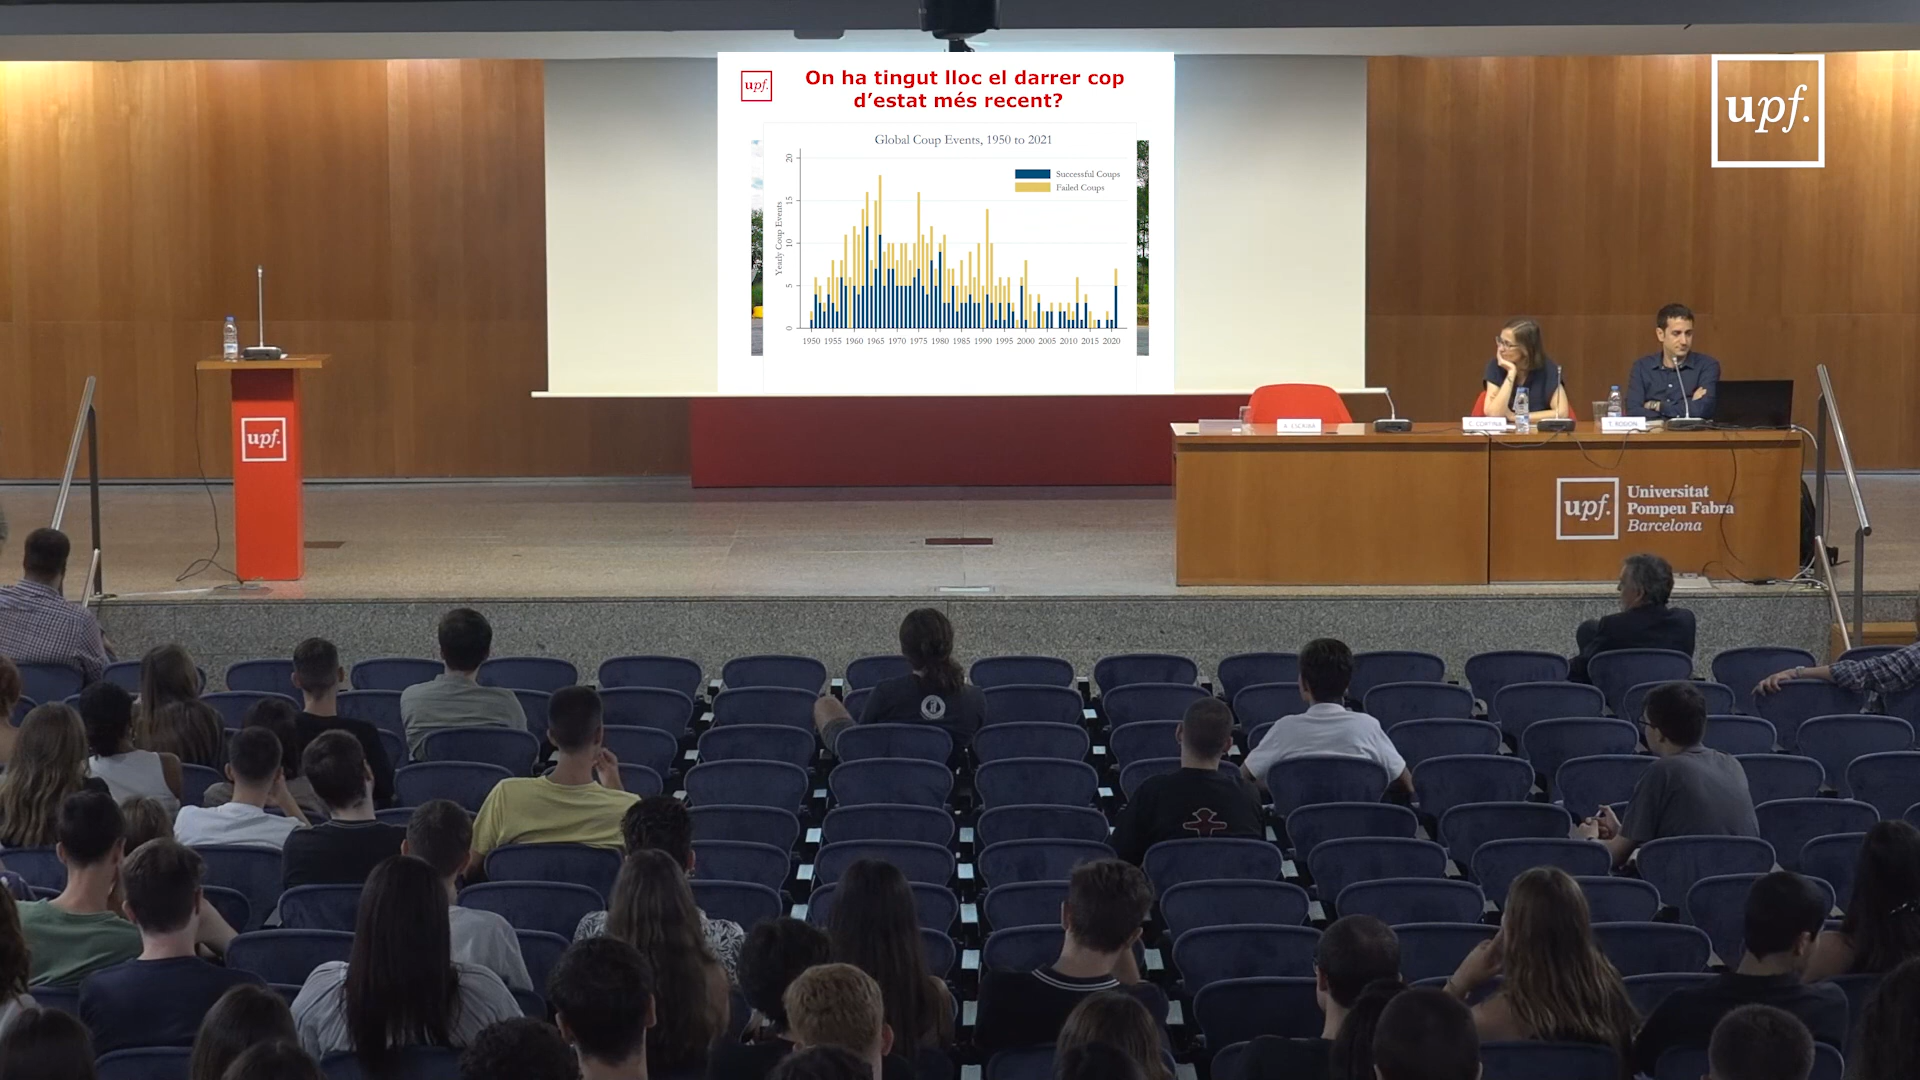 upf.
On ha tingut lloc el darrer cop
d’estat més recent?
Global Coup Events, 1950 to 2021
Successful Coups
Failed Coups
Yearly Coup Events
20
15
10
5
0
1950 1955 1960 1965 1970 1975 1980 1985 1990 1995 2000 2005 2010 2015 2020
upf.
upf.
C. CORTINA
T. RODON
upf.
Universitat
Pompeu Fabra
Barcelona